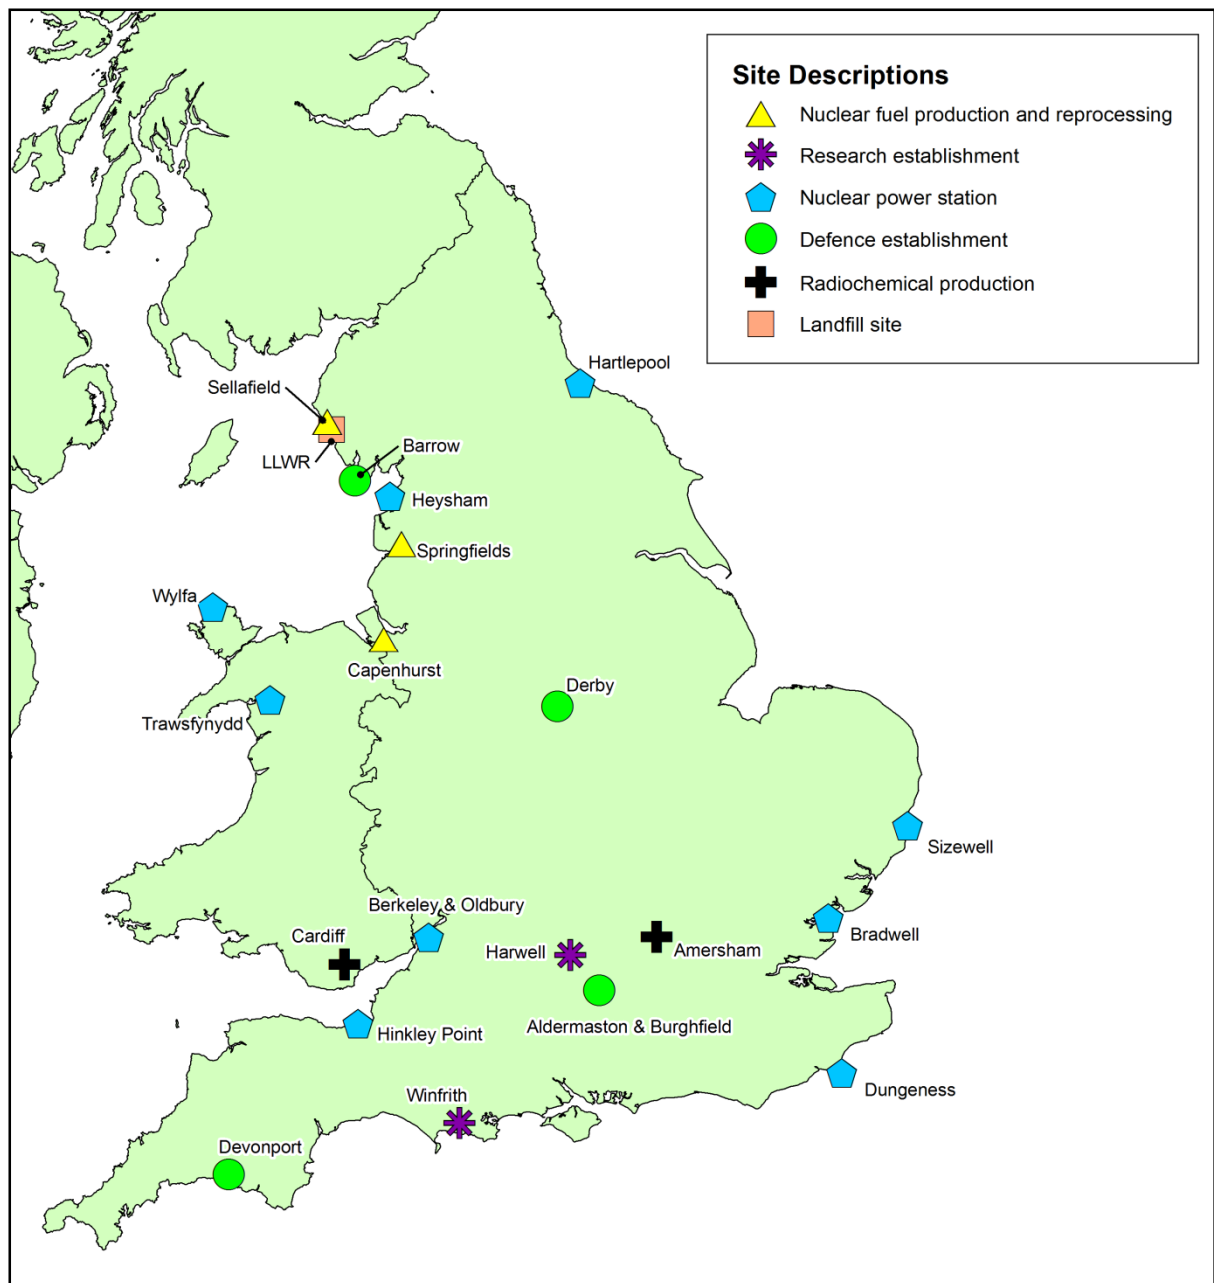 Site Descriptions
Nuclear fuel production and reprocessing
Research establishment
Nuclear power station
Defence establishment
Radiochemical production
Landfill site
Hartlepool
Sellafield
Barrow
LLWR
Heysham
Springfields
Wylfa
Capenhurst
Derby
Trawsfynydd
Sizewell
Berkeley & Oldbury
Cardiff
Bradwell
Harwell
Amersham
Aldermaston & Burghfield
Hinkley Point
Dungeness
Winfrith
Devonport